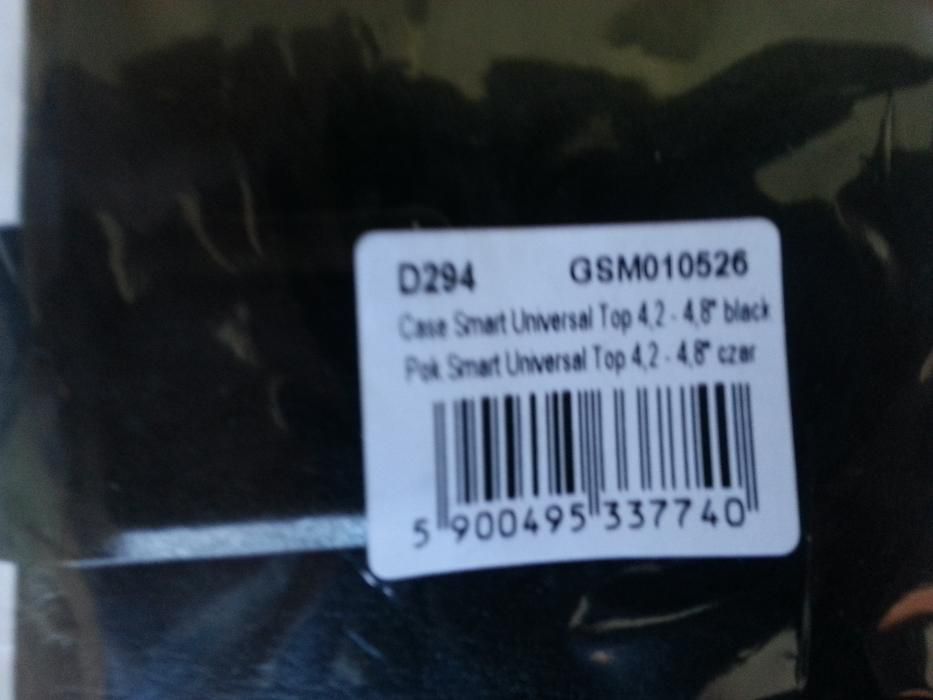 D294 GSM010526
Case Smart Universal Top 4,2 - 4,8" black
Pok Smart Universal Top 4,2 - 4,8" czar
5 900495 337740